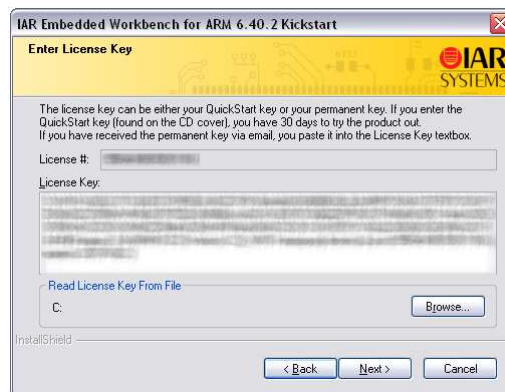 IAR Embedded Workbench for ARM 6.40.2 Kickstart
Enter License Key
IAR
SYSTEMS
The license key can be either your QuickStart key or your permanent key. If you enter the
QuickStart key (found on the CD cover), you have 30 days to try the product out.
If you have received the permanent key via email, you paste it into the License Key textbox.
License #:
License Key:
Read License Key From File
C:
Browse...
InstallShield
< Back
Next >
Cancel